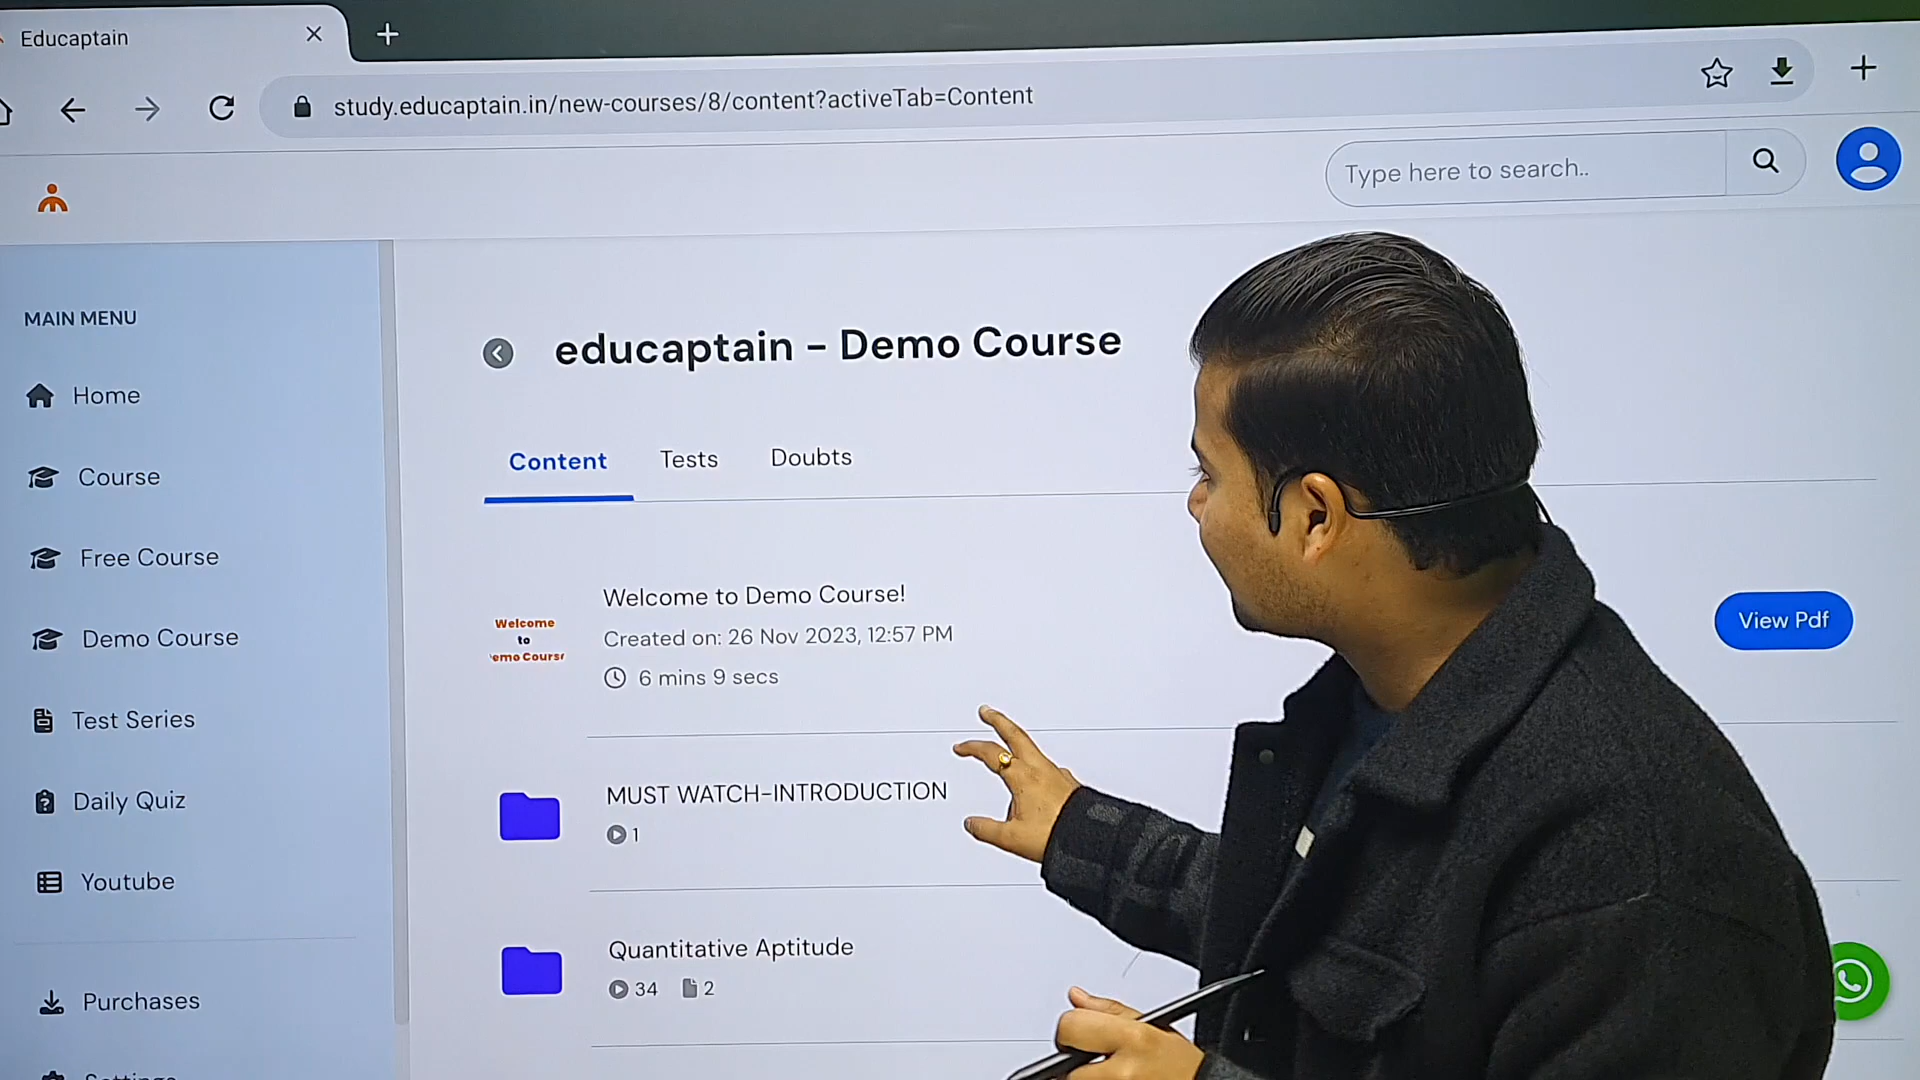 Educaptain
study.educaptain.in/new-courses/8/content?activeTab=Content
Type here to search..
MAIN MENU
Home
Course
Free Course
Demo Course
Test Series
Daily Quiz
Youtube
Purchases
educaptain - Demo Course
Content Tests Doubts
Welcome
to
Welcome to Demo Course!
Created on: 26 Nov 2023, 12:57 PM
6 mins 9 secs
View Pdf
MUST WATCH-INTRODUCTION
1
Quantitative Aptitude
34 2